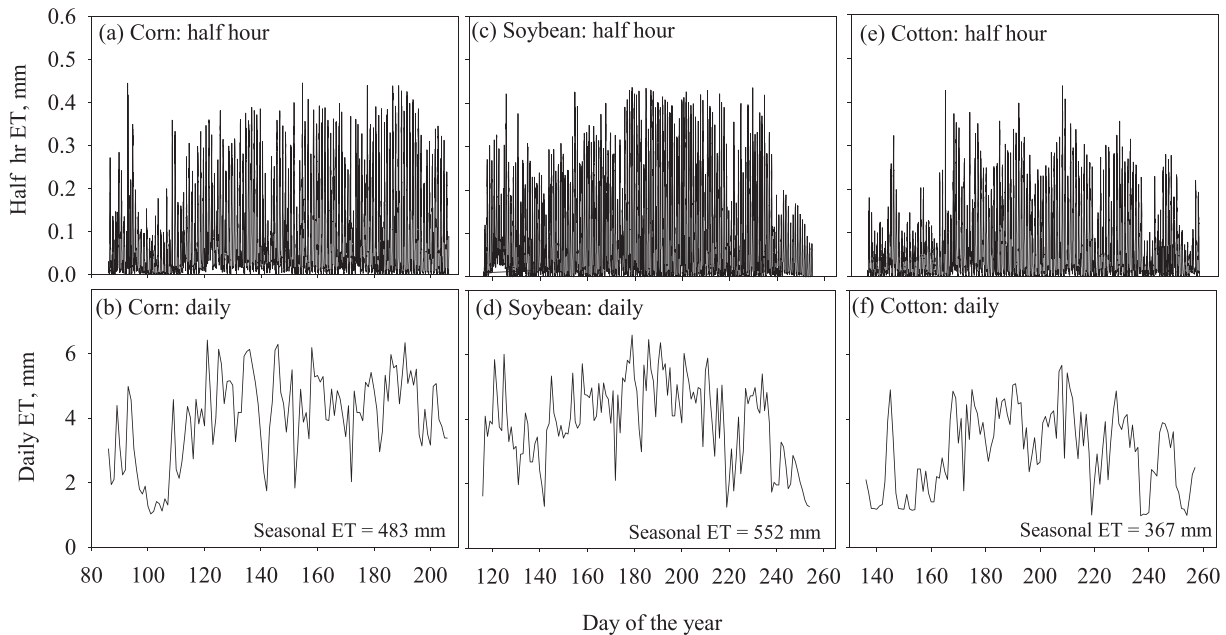 (a) Corn: half hour
(c) Soybean: half hour
(e) Cotton: half hour
Half hr ET, mm
0.6
0.5
0.4
0.3
0.2
0.1
0.0
(b) Corn: daily
(d) Soybean: daily
(f) Cotton: daily
Daily ET, mm
6
4
2
0
Seasonal ET = 483 mm
Seasonal ET = 552 mm
Seasonal ET = 367 mm
80 100 120 140 160 180 200
120 140 160 180 200 220 240 260
140 160 180 200 220 240 260
Day of the year